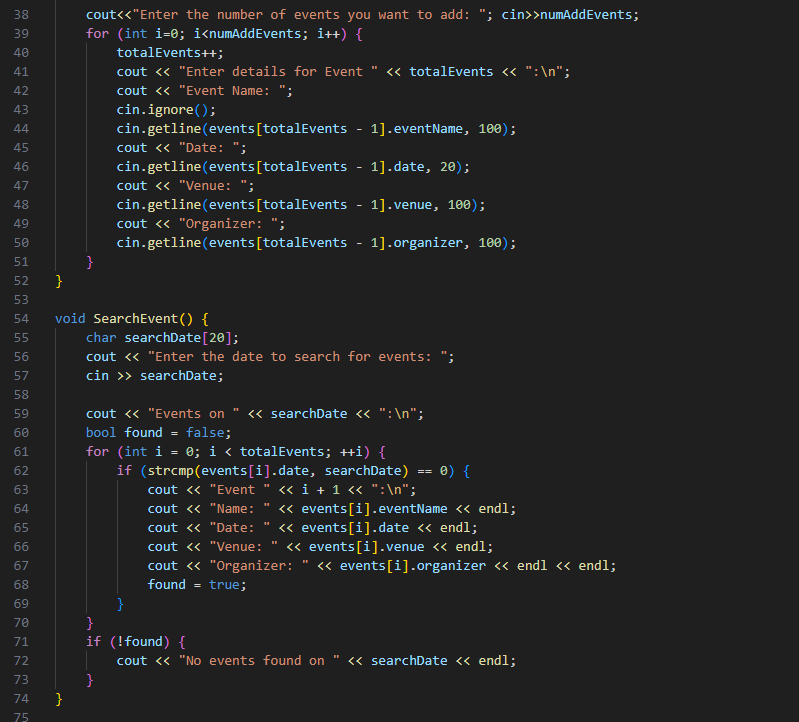 38 cout<<"Enter the number of events you want to add: "; cin>>numAddEvents;
39 for (int i=0; i<numAddEvents; i++) {
40 totalEvents++;
41 cout << "Enter details for Event " << totalEvents << ":\n";
42 cout << "Event Name: ";
43 cin.ignore();
44 cin.getline(events[totalEvents - 1].eventName, 100);
45 cout << "Date: ";
46 cin.getline(events[totalEvents - 1].date, 20);
47 cout << "Venue: ";
48 cin.getline(events[totalEvents - 1].venue, 100);
49 cout << "Organizer: ";
50 cin.getline(events[totalEvents - 1].organizer, 100);
51 }
52 }
53
54 void SearchEvent() {
55 char searchDate[20];
56 cout << "Enter the date to search for events: ";
57 cin >> searchDate;
58
59 cout << "Events on " << searchDate << ":\n";
60 bool found = false;
61 for (int i = 0; i < totalEvents; ++i) {
62 if (strcmp(events[i].date, searchDate) == 0) {
63 cout << "Event " << i + 1 << ":\n";
64 cout << "Name: " << events[i].eventName << endl;
65 cout << "Date: " << events[i].date << endl;
66 cout << "Venue: " << events[i].venue << endl;
67 cout << "Organizer: " << events[i].organizer << endl << endl;
68 found = true;
69 }
70 }
71 if (!found) {
72 cout << "No events found on " << searchDate << endl;
73 }
74 }
75